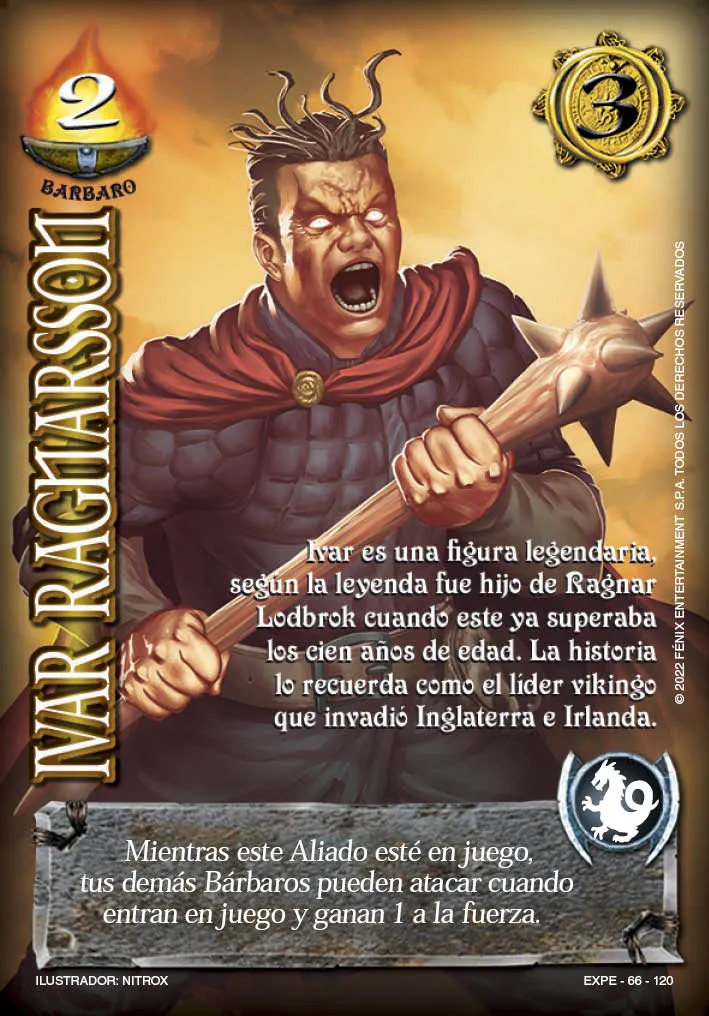 2
3
BÁRBARO
IVAR RAGNARSSON
Ivar es una figura legendaria,
según la leyenda fue hijo de Ragnar
Lodbrok cuando este ya superaba
los cien años de edad. La historia
lo recuerda como el líder vikingo
que invadió Inglaterra e Irlanda.
© 2022 FÉNIX ENTERTAINMENT S.P.A. TODOS LOS DERECHOS RESERVADOS
Mientras este Aliado esté en juego,
tus demás Bárbaros pueden atacar cuando
entran en juego y ganan 1 a la fuerza.
ILUSTRADOR: NITROX
EXPE - 66 - 120